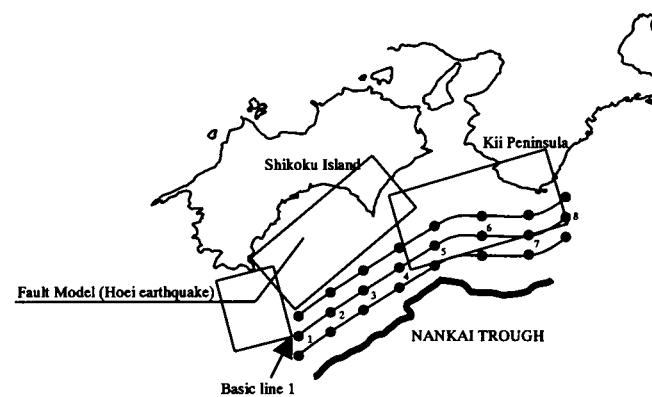 Kii Peninsula
Shikoku Island
8
6
7
5
4
3
2
1
Fault Model (Hoei earthquake)
NANKAI TROUGH
Basic line 1